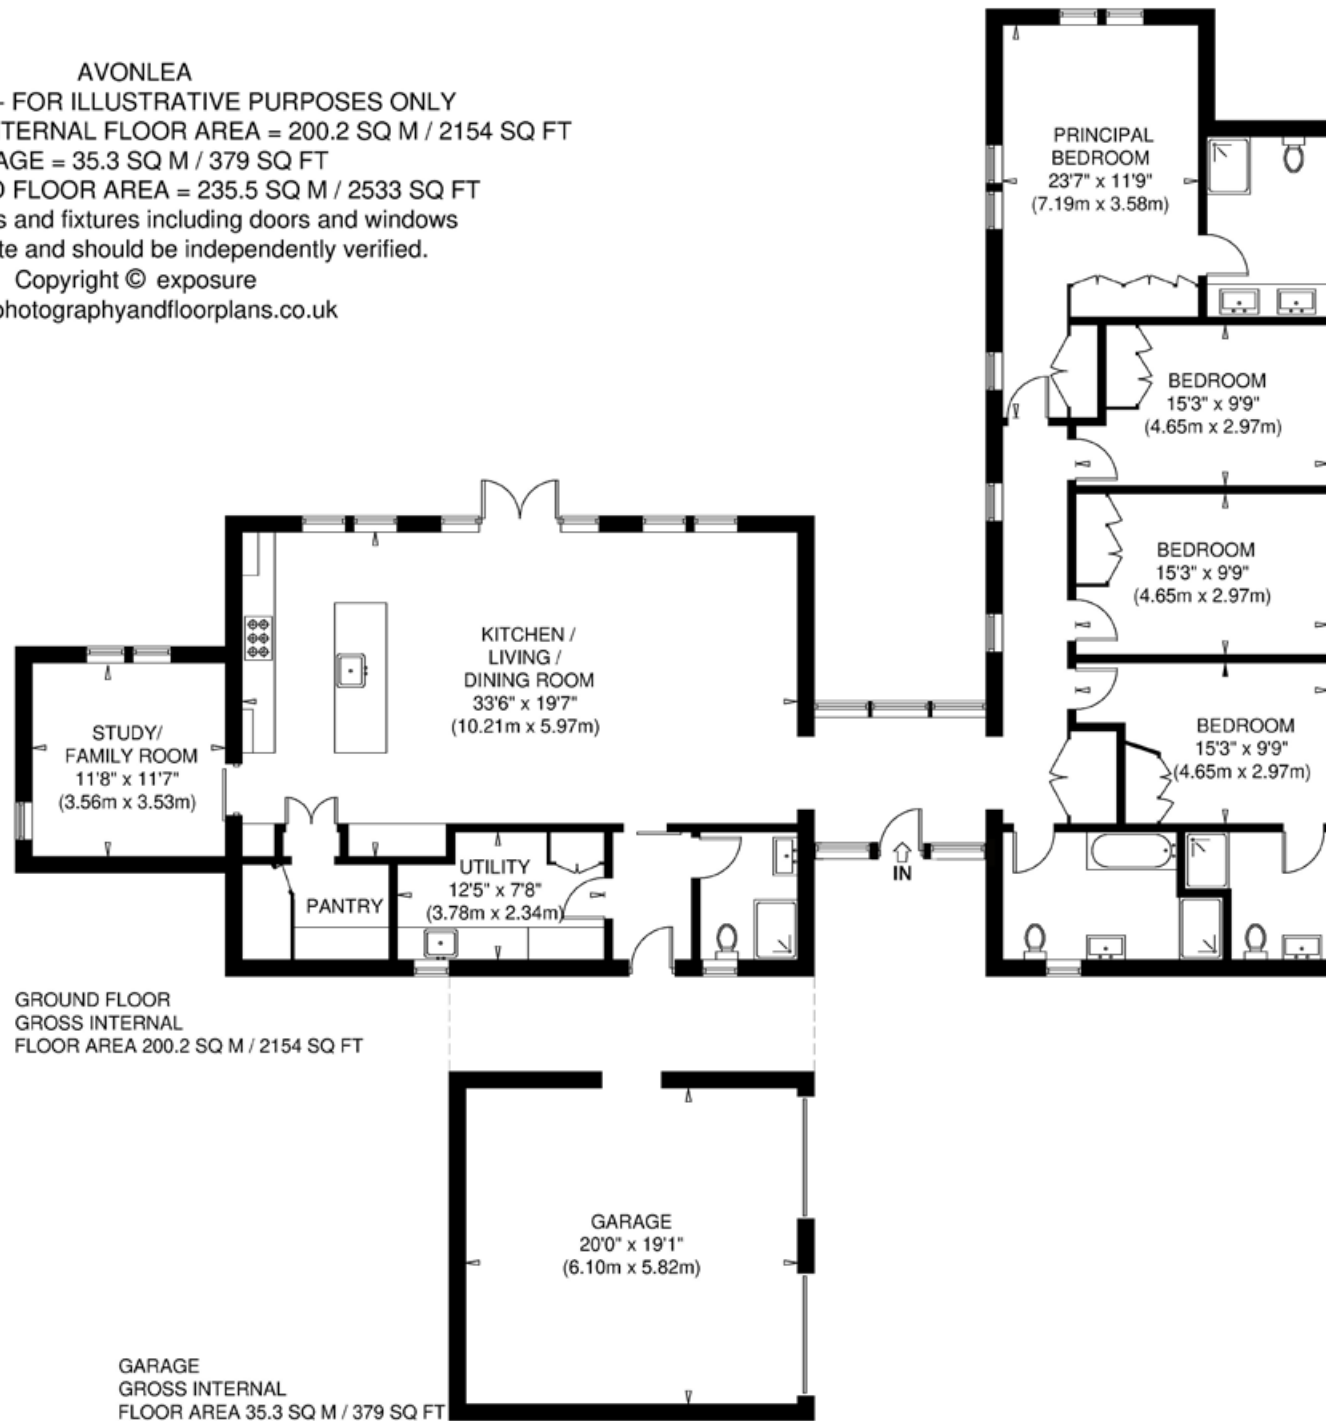 AVONLEA
- FOR ILLUSTRATIVE PURPOSES ONLY
TERNAL FLOOR AREA = 200.2 SQ M / 2154 SQ FT
AGE = 35.3 SQ M / 379 SQ FT
FLOOR AREA = 235.5 SQ M / 2533 SQ FT
s and fixtures including doors and windows
te and should be independently verified.
Copyright © exposure
photographyandfloorplans.co.uk
PRINCIPAL
BEDROOM
23'7" x 11'9"
(7.19m x 3.58m)
BEDROOM
15'3" x 9'9"
(4.65m x 2.97m)
BEDROOM
15'3" x 9'9"
(4.65m x 2.97m)
BEDROOM
15'3" x 9'9"
(4.65m x 2.97m)
KITCHEN /
LIVING /
DINING ROOM
33'6" x 19'7"
(10.21m x 5.97m)
STUDY/
FAMILY ROOM
11'8" x 11'7"
(3.56m x 3.53m)
UTILITY
12'5" x 7'8"
(3.78m x 2.34m)
PANTRY
IN
GROUND FLOOR
GROSS INTERNAL
FLOOR AREA 200.2 SQ M / 2154 SQ FT
GARAGE
20'0" x 19'1"
(6.10m x 5.82m)
GARAGE
GROSS INTERNAL
FLOOR AREA 35.3 SQ M / 379 SQ FT